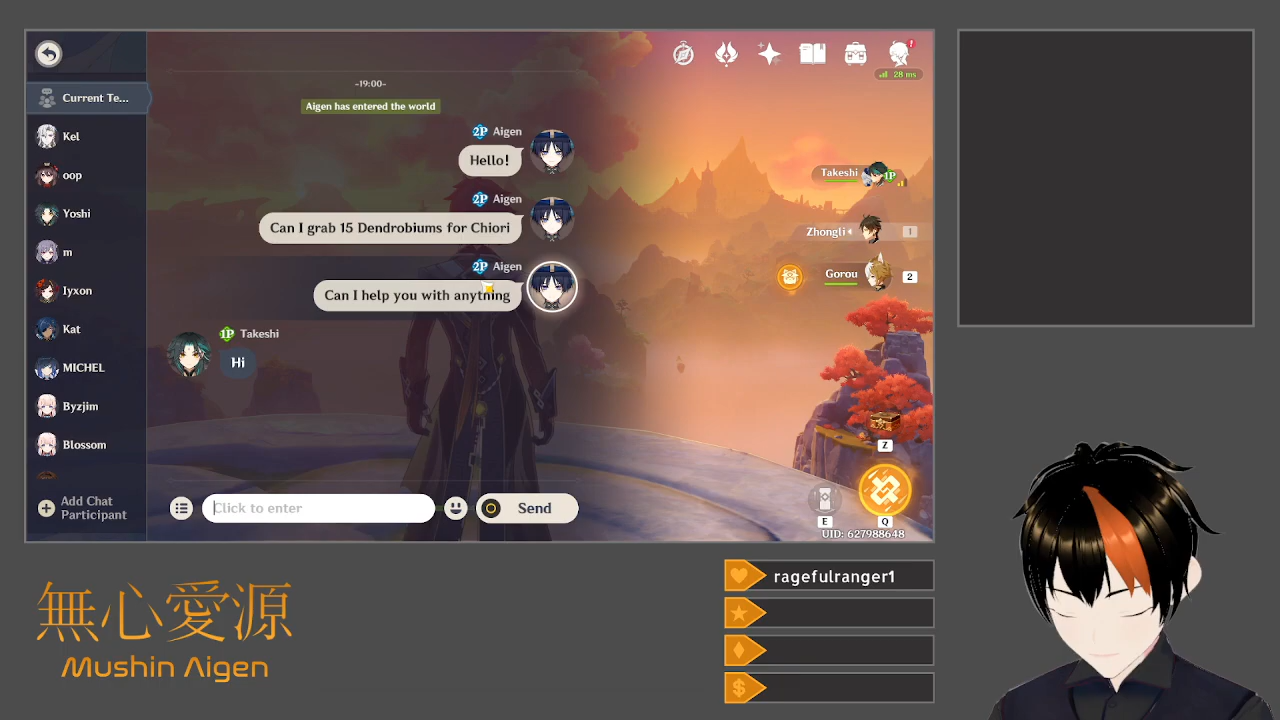 Current Te...
Kel
oop
Yoshi
m
Iyxon
Kat
MICHEL
Byzjim
Blossom
Add Chat
Participant
-19:00-
Aigen has entered the world
2P Aigen
Hello!
2P Aigen
Can I grab 15 Dendrobiums for Chiori
2P Aigen
Can I help you with anything
1P Takeshi
Hi
Click to enter
Send
28 ms
Takeshi 1P
Zhongli 1
Gorou 2
Z
E
Q
UID: 627988648
無心愛源
Mushin Aigen
ragefulranger1